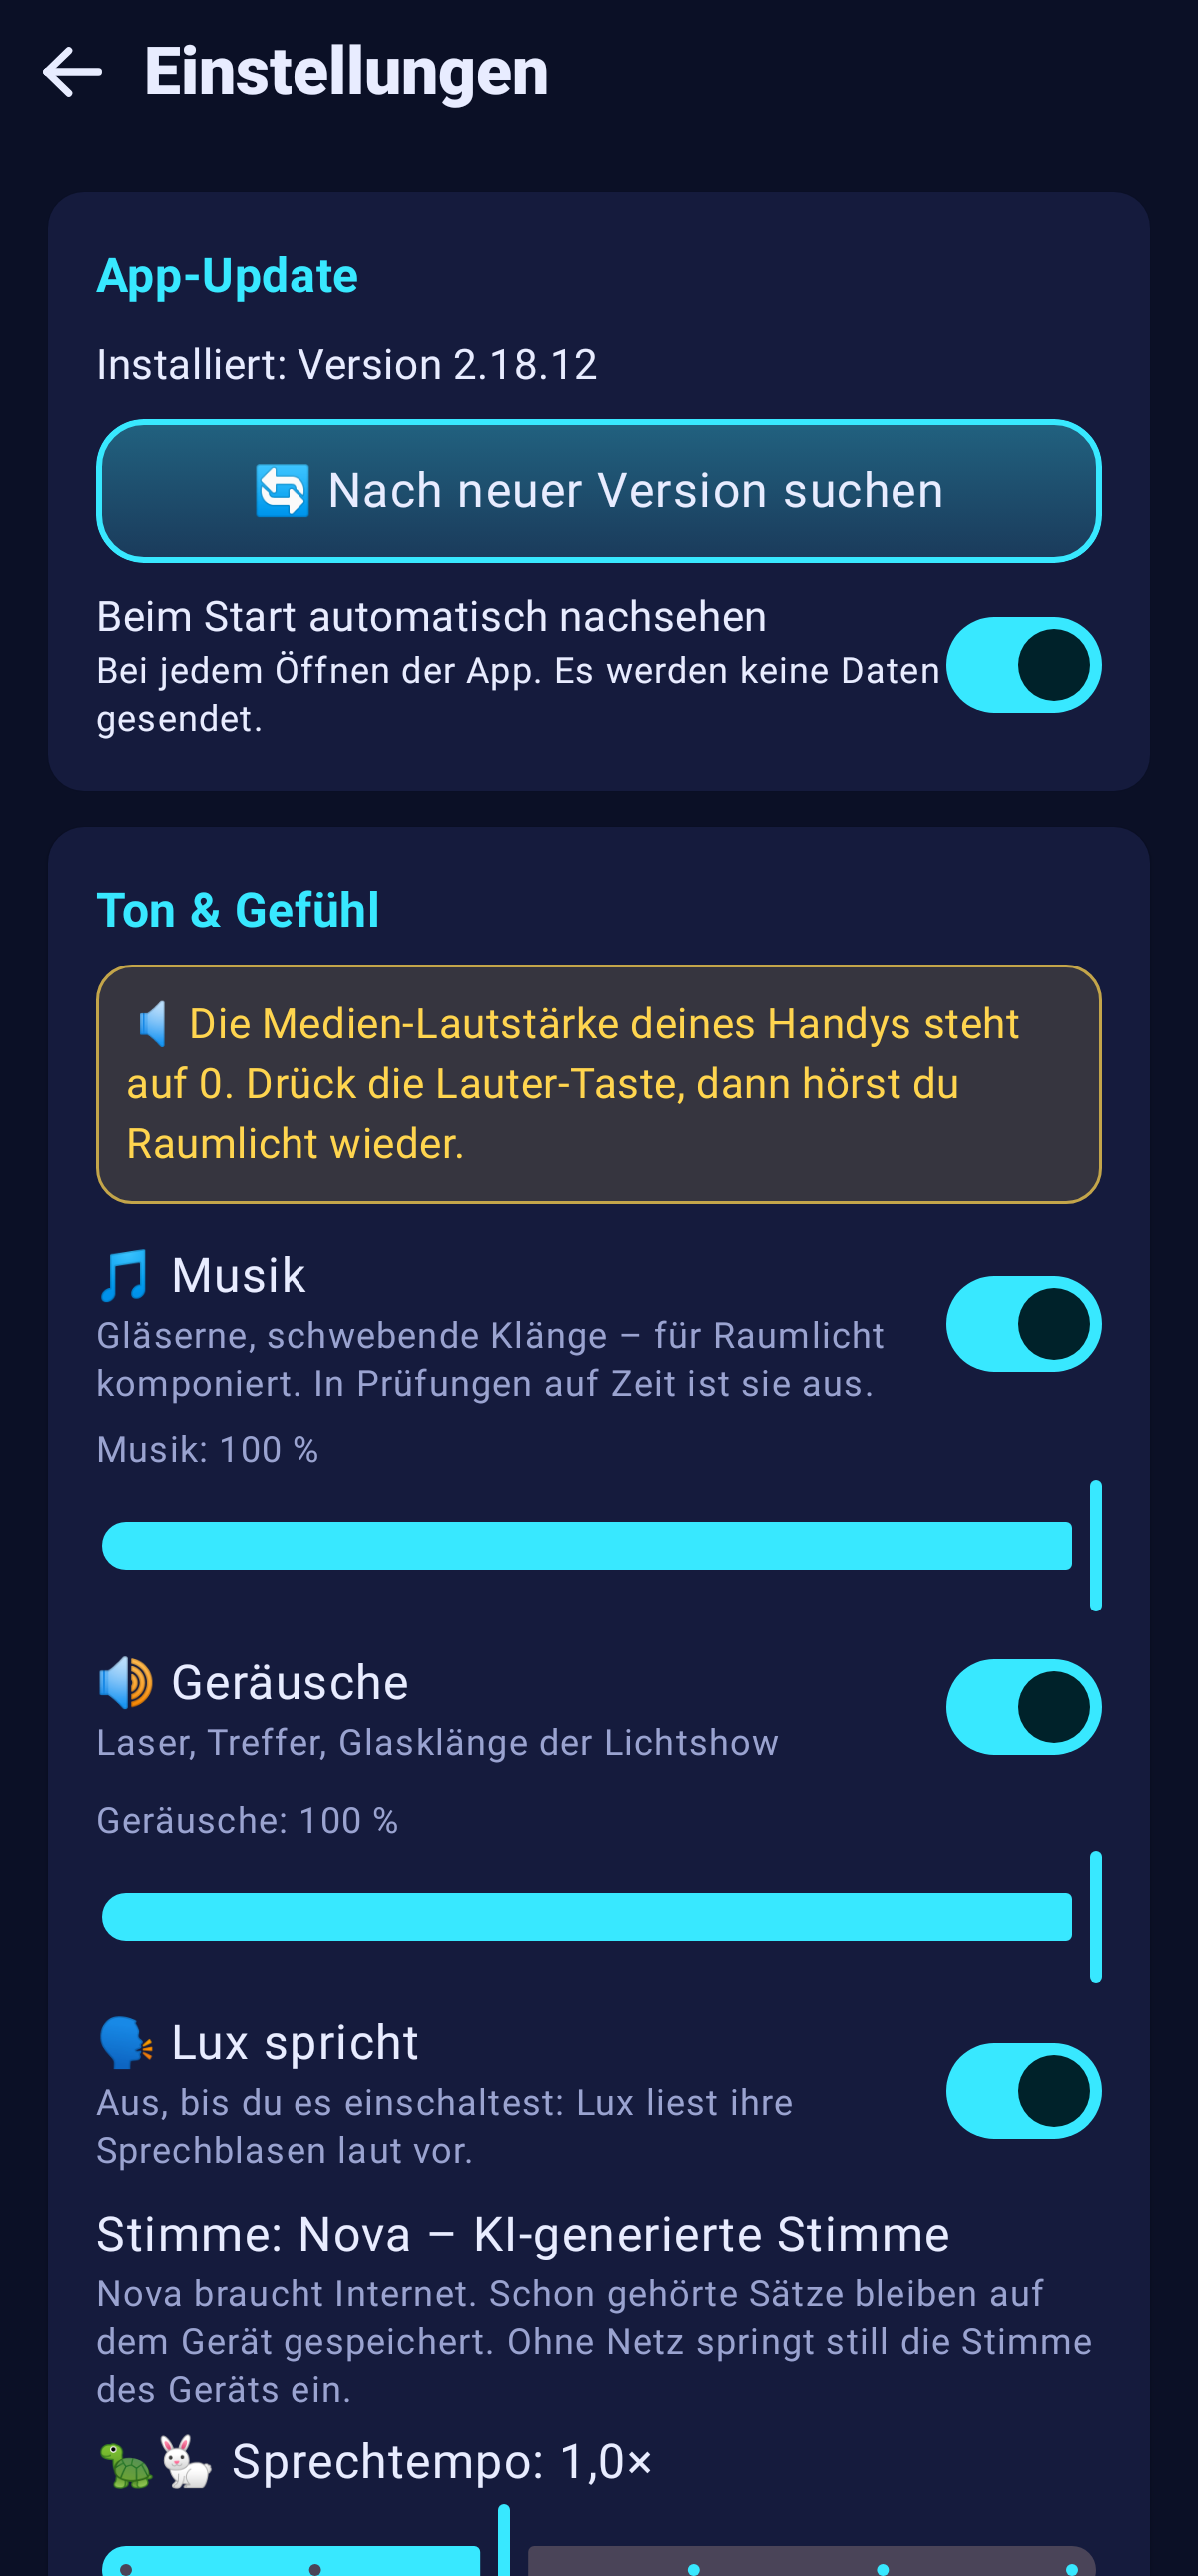 Einstellungen
App-Update
Installiert: Version 2.18.12
Nach neuer Version suchen
Beim Start automatisch nachsehen
Bei jedem Öffnen der App. Es werden keine Daten
gesendet.
Ton & Gefühl
Die Medien-Lautstärke deines Handys steht
auf 0. Drück die Lauter-Taste, dann hörst du
Raumlicht wieder.
Musik
Gläserne, schwebende Klänge – für Raumlicht
komponiert. In Prüfungen auf Zeit ist sie aus.
Musik: 100 %
Geräusche
Laser, Treffer, Glasklänge der Lichtshow
Geräusche: 100 %
Lux spricht
Aus, bis du es einschaltest: Lux liest ihre
Sprechblasen laut vor.
Stimme: Nova – KI-generierte Stimme
Nova braucht Internet. Schon gehörte Sätze bleiben auf
dem Gerät gespeichert. Ohne Netz springt still die Stimme
des Geräts ein.
Sprechtempo: 1,0×